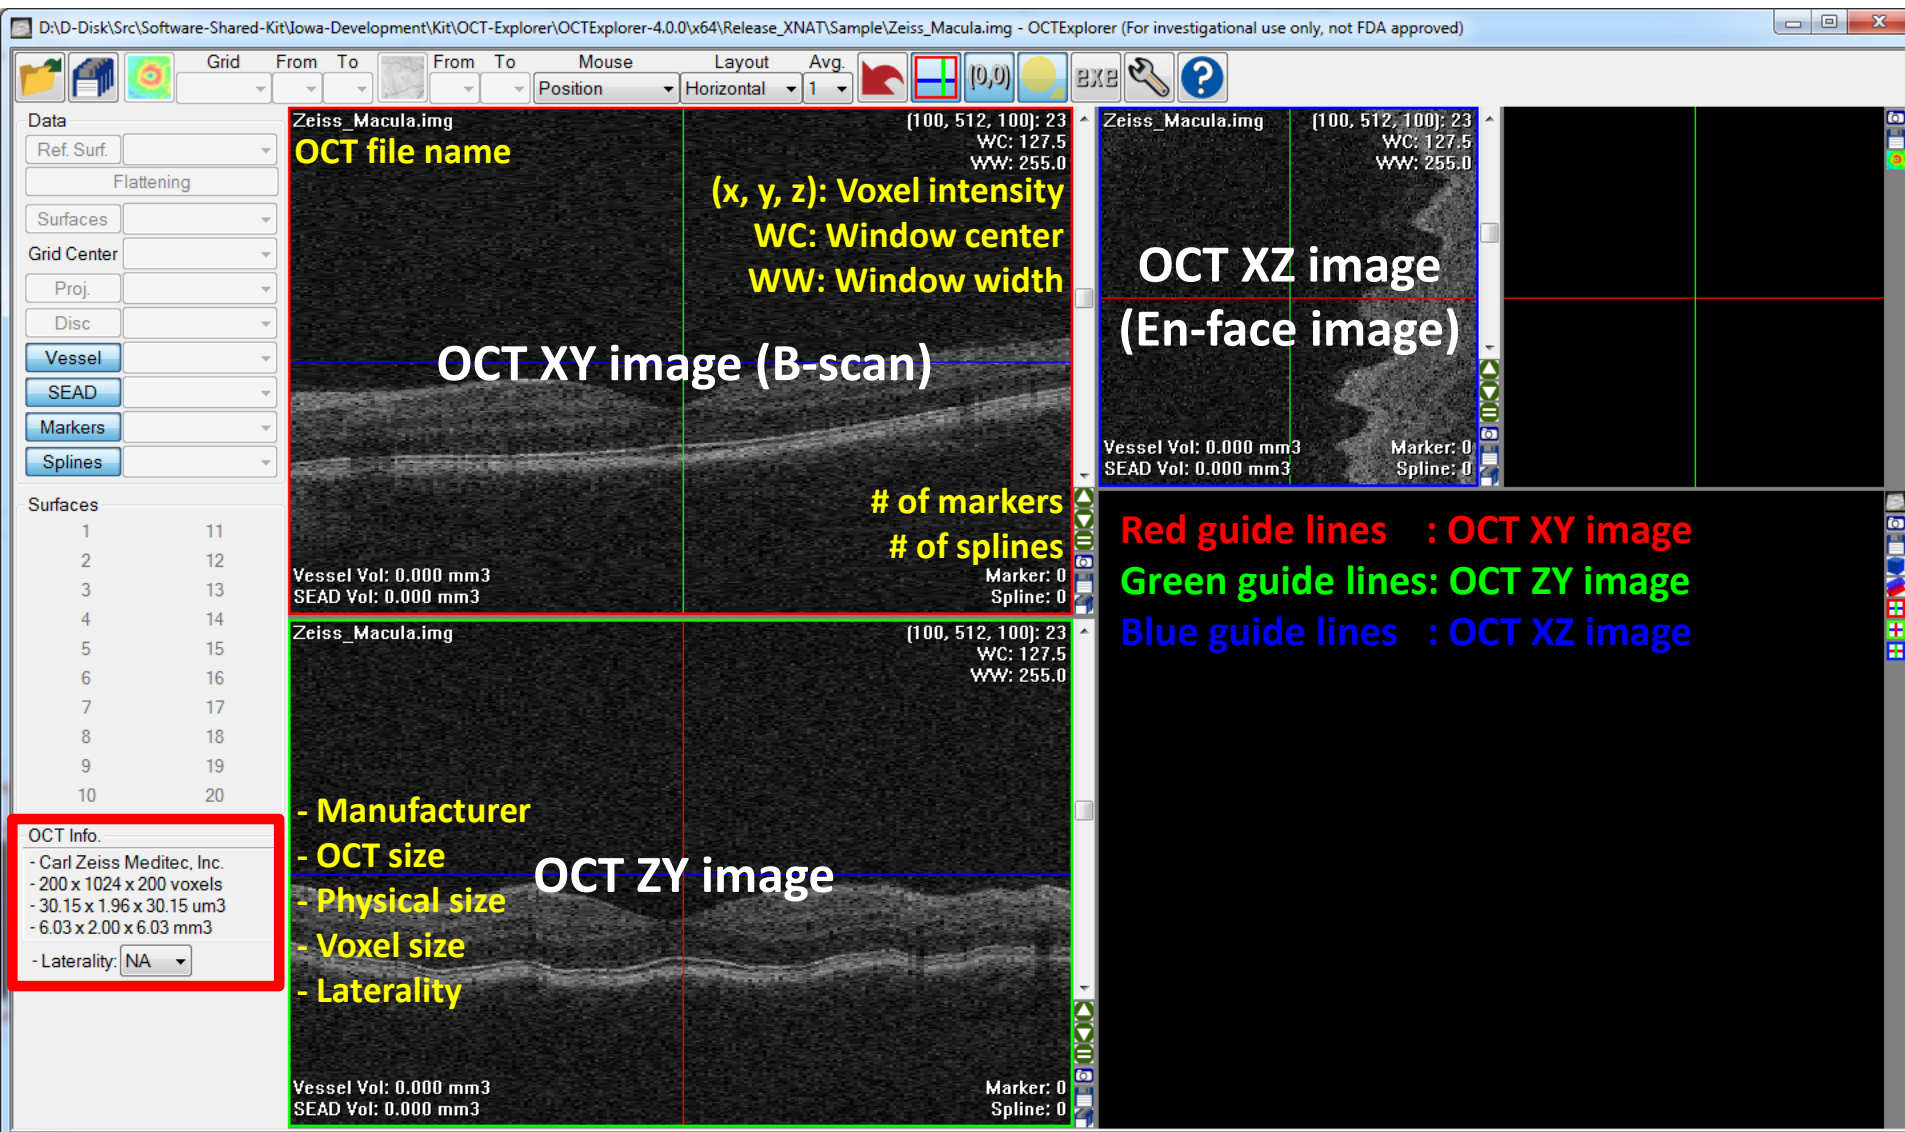 D:\D-Disk\Src\Software-Shared-Kit\Iowa-Development\Kit\OCT-Explorer\OCTExplorer-4.0.0\x64\Release_XNAT\Sample\Zeiss_Macula.img - OCTExplorer (For investigational use only, not FDA approved)
Grid From To From To Mouse Layout Avg.
Position Horizontal 1 (0,0) EXE ?
Data
Ref. Surf.
Flattening
Surfaces
Grid Center
Proj.
Disc
Vessel
SEAD
Markers
Splines
Surfaces
1 11
2 12
3 13
4 14
5 15
6 16
7 17
8 18
9 19
10 20
OCT Info.
- Carl Zeiss Meditec, Inc.
- 200 x 1024 x 200 voxels
- 30.15 x 1.96 x 30.15 um3
- 6.03 x 2.00 x 6.03 mm3
- Laterality: NA
Zeiss_Macula.img (100, 512, 100): 23
WC: 127.5
WW: 255.0
OCT file name
(x, y, z): Voxel intensity
WC: Window center
WW: Window width
OCT XY image (B-scan)
# of markers
# of splines
Vessel Vol: 0.000 mm3 Marker: 0
SEAD Vol: 0.000 mm3 Spline: 0
Zeiss_Macula.img (100, 512, 100): 23
WC: 127.5
WW: 255.0
OCT XZ image
(En-face image)
Vessel Vol: 0.000 mm3 Marker: 0
SEAD Vol: 0.000 mm3 Spline: 0
Red guide lines : OCT XY image
Green guide lines: OCT ZY image
Blue guide lines : OCT XZ image
Zeiss_Macula.img (100, 512, 100): 23
WC: 127.5
WW: 255.0
- Manufacturer
- OCT size
- Physical size
- Voxel size
- Laterality
OCT ZY image
Vessel Vol: 0.000 mm3 Marker: 0
SEAD Vol: 0.000 mm3 Spline: 0